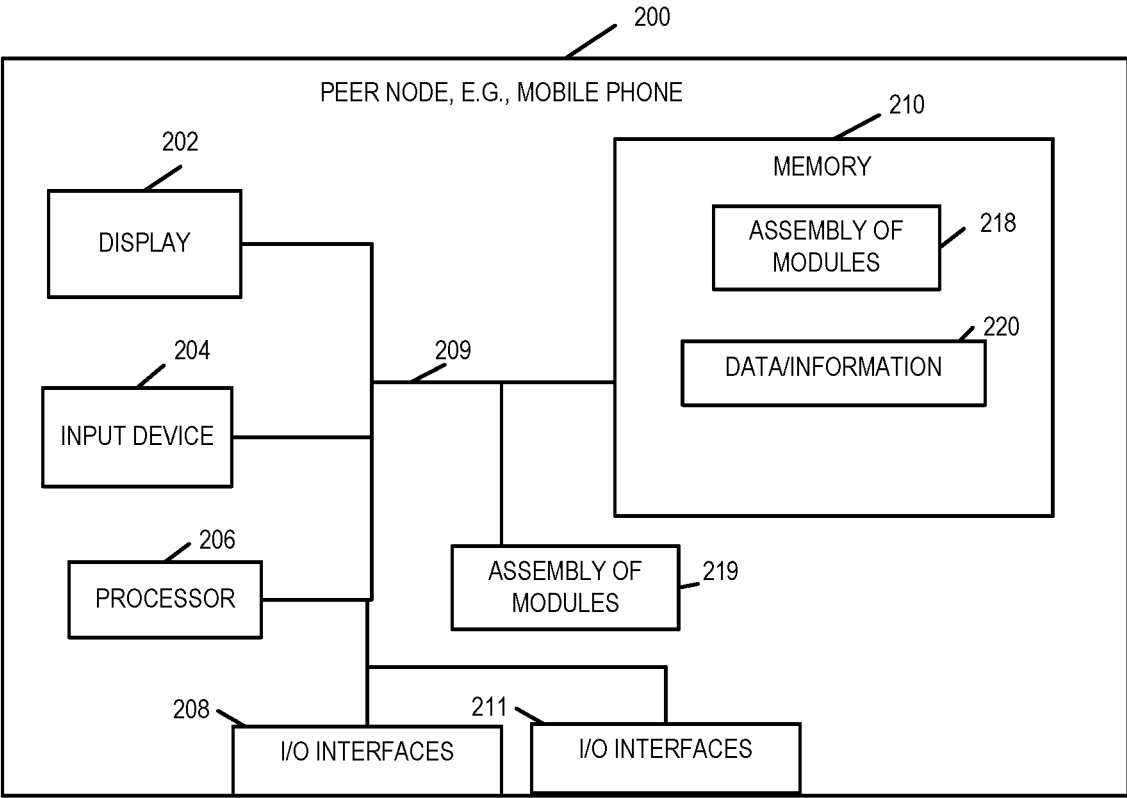 200
PEER NODE, E.G., MOBILE PHONE
210
202
MEMORY
DISPLAY
ASSEMBLY OF
MODULES
218
220
DATA/INFORMATION
209
204
INPUT DEVICE
206
PROCESSOR
ASSEMBLY OF
MODULES
219
208
I/O INTERFACES
211
I/O INTERFACES